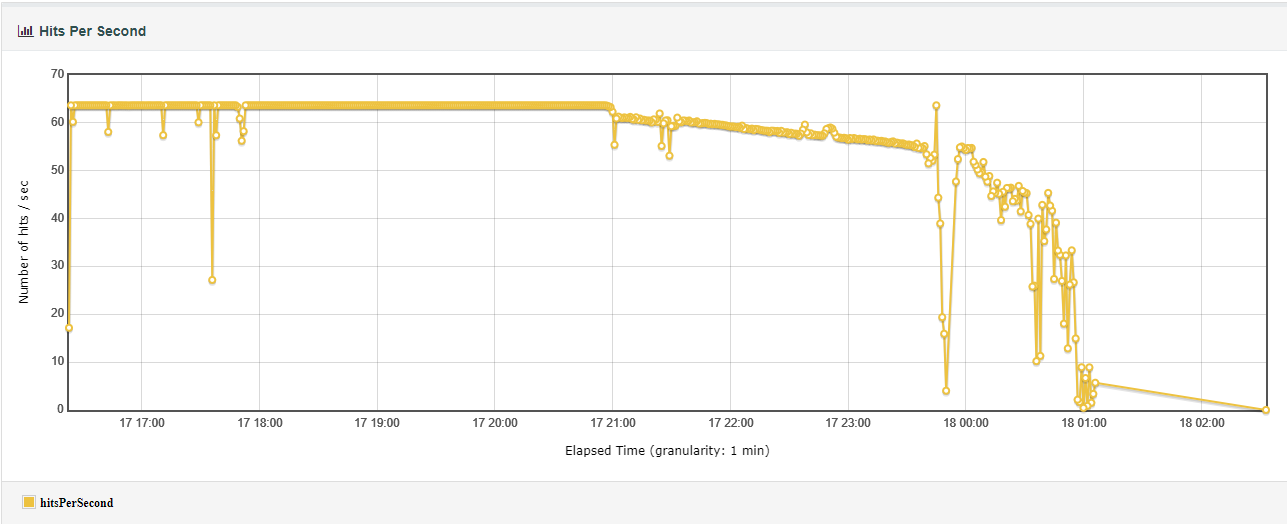 Hits Per Second
70
60
50
40
30
20
10
0
Number of hits / sec
17 17:00 17 18:00 17 19:00 17 20:00 17 21:00 17 22:00 17 23:00 18 00:00 18 01:00 18 02:00
Elapsed Time (granularity: 1 min)
hitsPerSecond